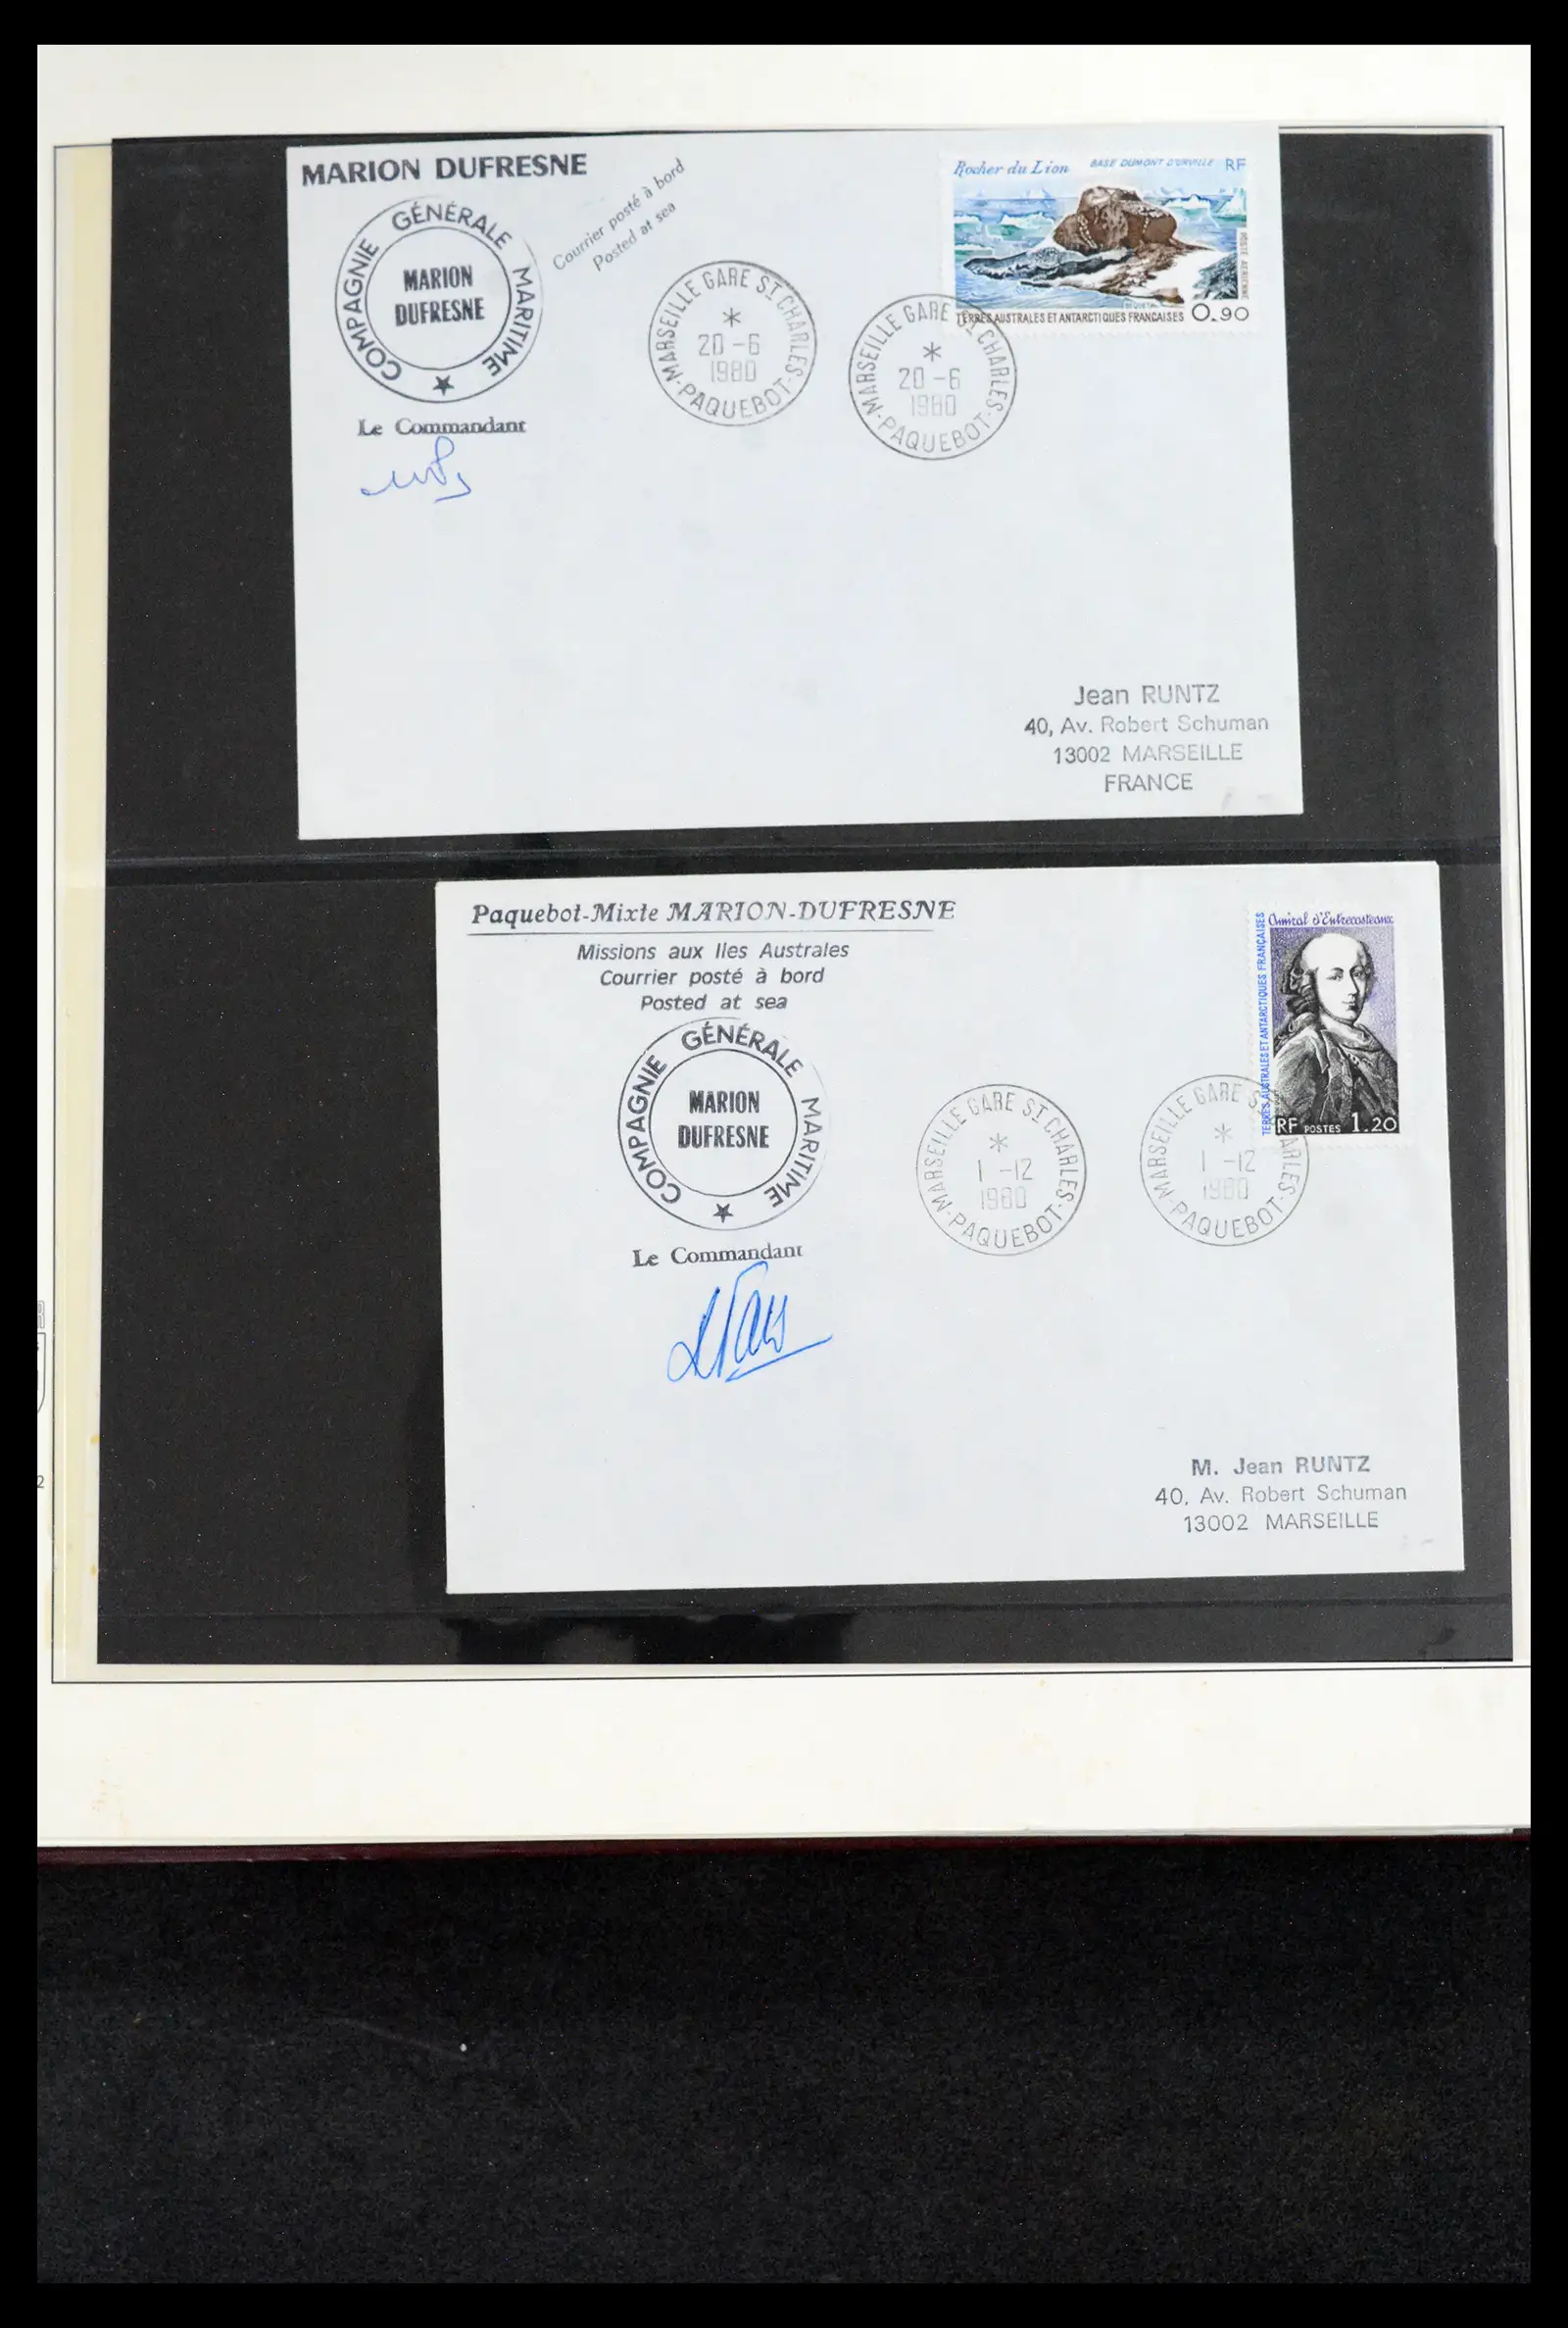 MARION DUFRESNE
Courrier posté à bord
Posted at sea
COMPAGNIE GÉNÉRALE MARITIME
MARION
DUFRESNE
Le Commandant
MARSEILLE GARE ST CHARLES
20 -6
1980
PAQUEBOT
MARSEILLE GARE ST CHARLES
20 -6
1980
PAQUEBOT
Rocher du Lion BASE DUMONT D'URVILLE RF
POSTE AERIENNE
TERRES AUSTRALES ET ANTARCTIQUES FRANÇAISES 0.90
Jean RUNTZ
40, Av. Robert Schuman
13002 MARSEILLE
FRANCE
Paquebot-Mixte MARION-DUFRESNE
Missions aux Iles Australes
Courrier posté à bord
Posted at sea
COMPAGNIE GÉNÉRALE MARITIME
MARION
DUFRESNE
Le Commandant
MARSEILLE GARE ST CHARLES
1 -12
1980
PAQUEBOT
MARSEILLE GARE ST CHARLES
1 -12
1980
PAQUEBOT
Amiral d'Entrecasteaux
TERRES AUSTRALES ET ANTARCTIQUES FRANÇAISES
RF POSTES 1.20
M. Jean RUNTZ
40, Av. Robert Schuman
13002 MARSEILLE
2